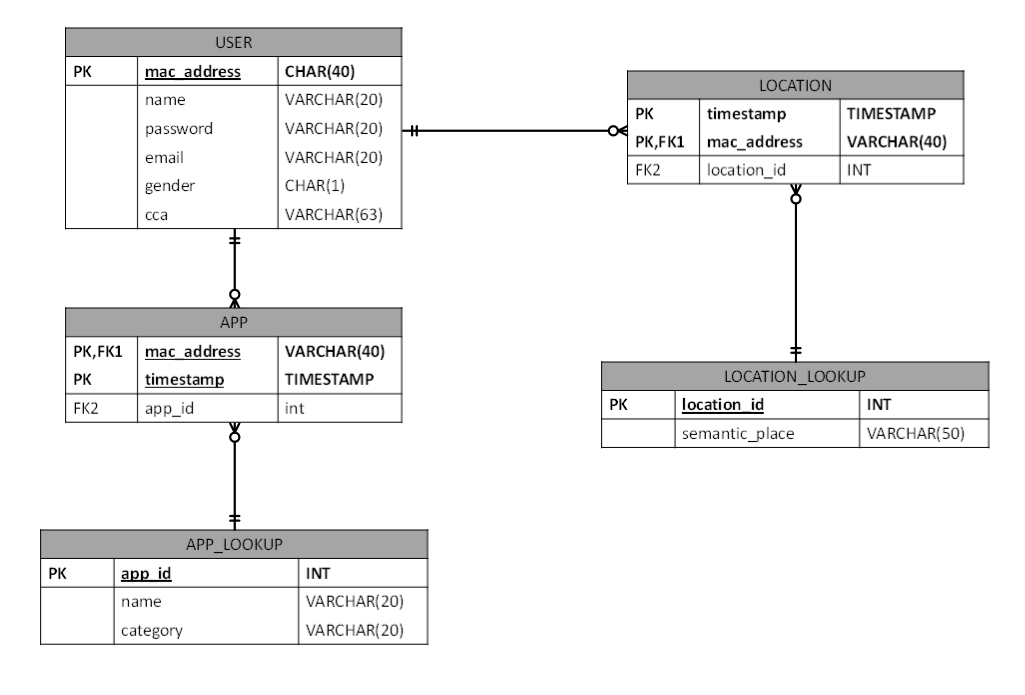 USER
PK mac_address CHAR(40)
name VARCHAR(20)
password VARCHAR(20)
email VARCHAR(20)
gender CHAR(1)
cca VARCHAR(63)
LOCATION
PK timestamp TIMESTAMP
PK,FK1 mac_address VARCHAR(40)
FK2 location_id INT
APP
PK,FK1 mac_address VARCHAR(40)
PK timestamp TIMESTAMP
FK2 app_id int
LOCATION_LOOKUP
PK location_id INT
semantic_place VARCHAR(50)
APP_LOOKUP
PK app_id INT
name VARCHAR(20)
category VARCHAR(20)